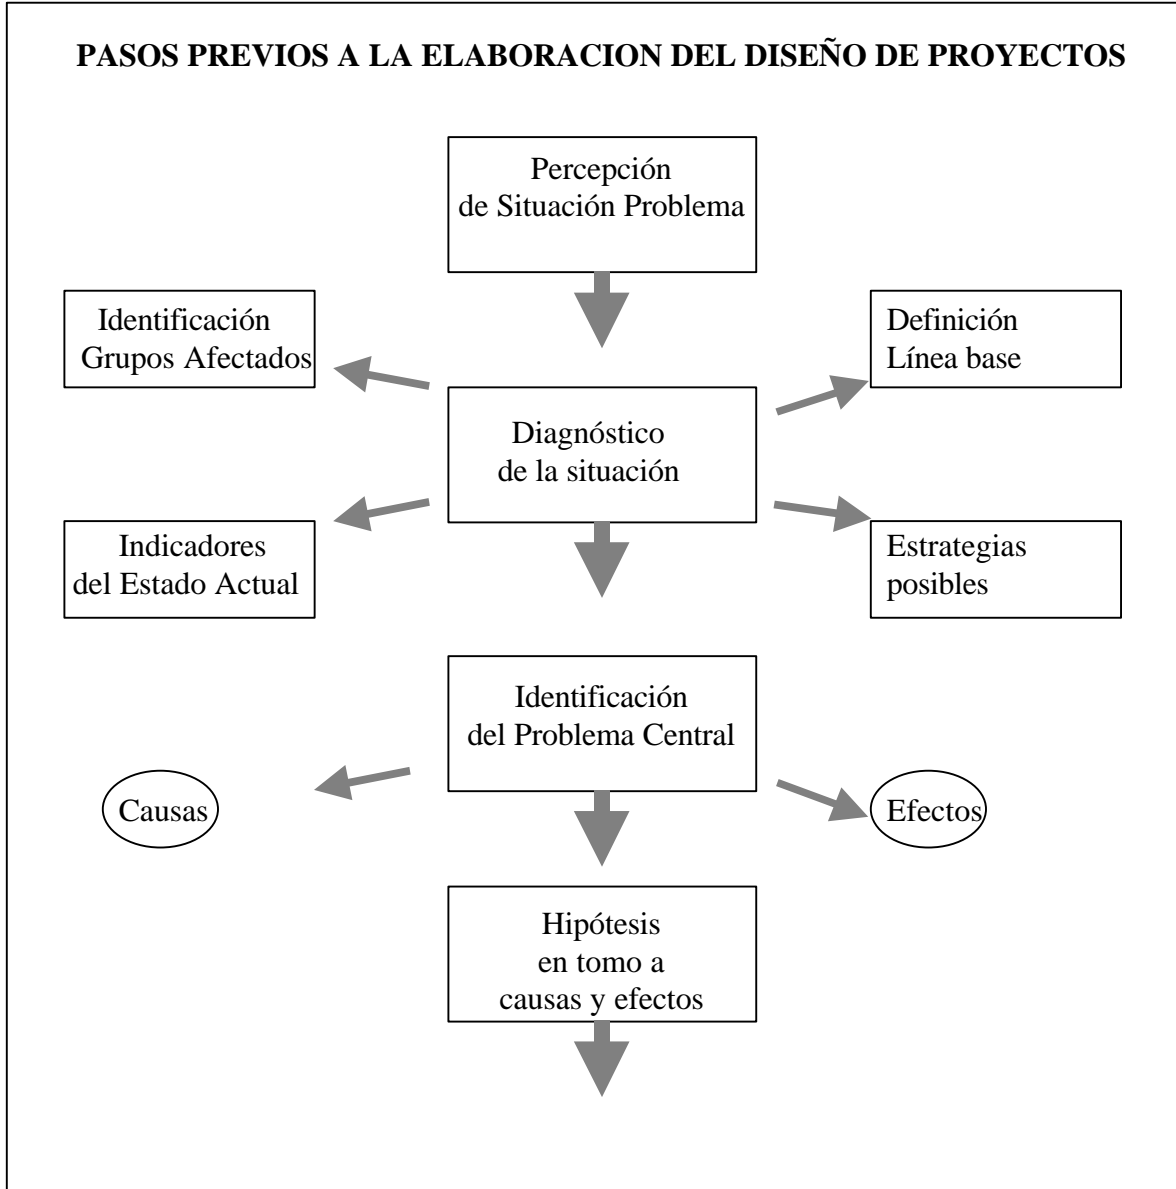 PASOS PREVIOS A LA ELABORACION DEL DISEÑO DE PROYECTOS
Percepción
de Situación Problema
Identificación
Grupos Afectados
Definición
Línea base
Diagnóstico
de la situación
Indicadores
del Estado Actual
Estrategias
posibles
Identificación
del Problema Central
Causas
Efectos
Hipótesis
en tomo a
causas y efectos